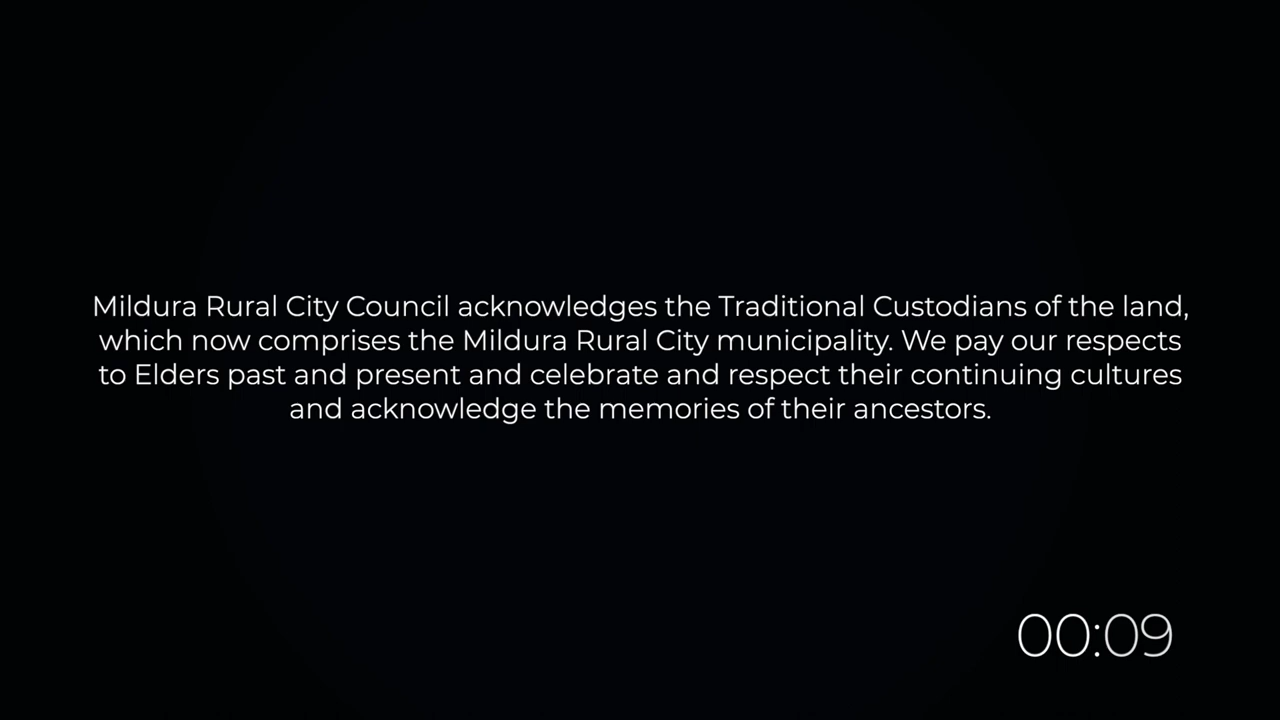 Mildura Rural City Council acknowledges the Traditional Custodians of the land,
which now comprises the Mildura Rural City municipality. We pay our respects
to Elders past and present and celebrate and respect their continuing cultures
and acknowledge the memories of their ancestors.
00:09